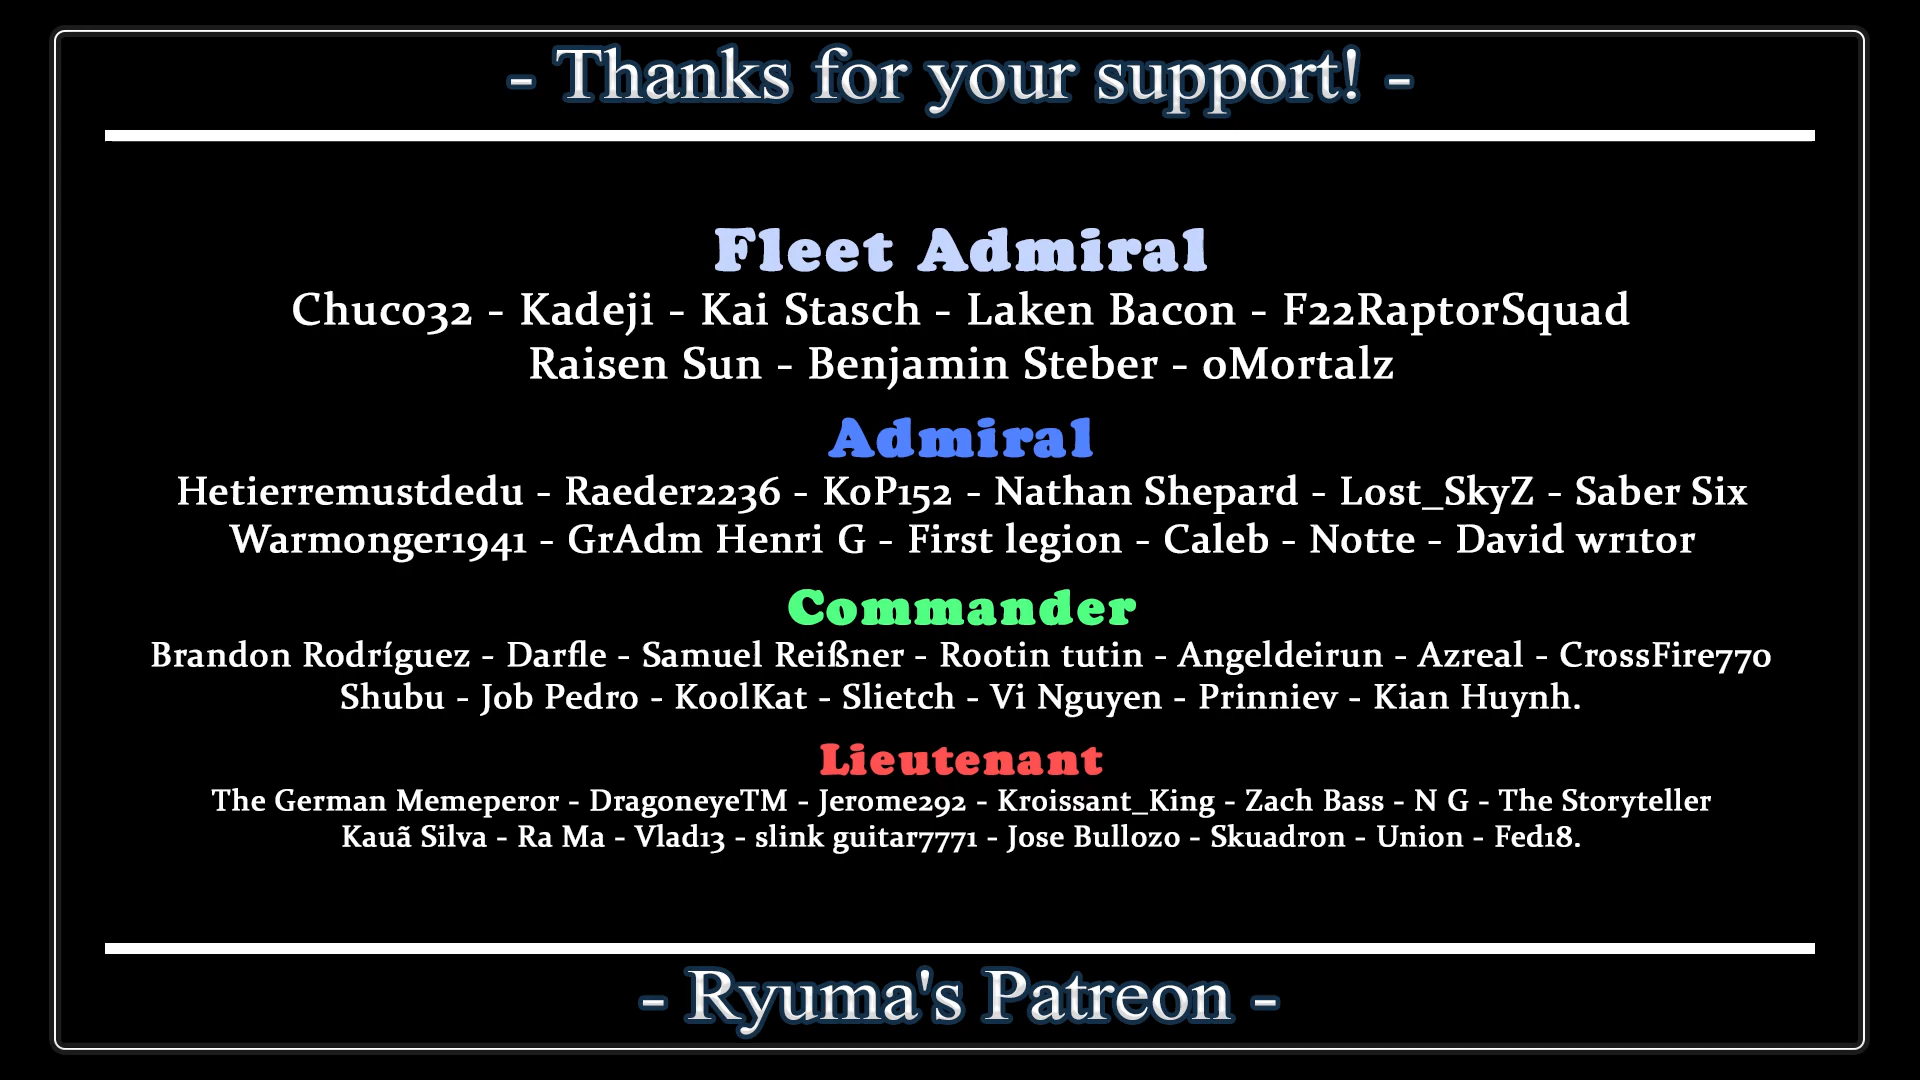 - Thanks for your support! -
Fleet Admiral
Chuco32 - Kadeji - Kai Stasch - Laken Bacon - F22RaptorSquad
Raisen Sun - Benjamin Steber - 0Mortalz
Admiral
Hetierremustdedu - Raeder2236 - KoP152 - Nathan Shepard - Lost_SkyZ - Saber Six
Warmonger1941 - GrAdm Henri G - First legion - Caleb - Notte - David wr1tor
Commander
Brandon Rodríguez - Darfle - Samuel Reißner - Rootin tutin - Angeldeirun - Azreal - CrossFire770
Shubu - Job Pedro - KoolKat - Slietch - Vi Nguyen - Prinniev - Kian Huynh.
Lieutenant
The German Memeperor - DragoneyeTM - Jerome292 - Kroissant_King - Zach Bass - N G - The Storyteller
Kauã Silva - Ra Ma - Vlad13 - slink guitar7771 - Jose Bullozo - Skuadron - Union - Fed18.
- Ryuma's Patreon -